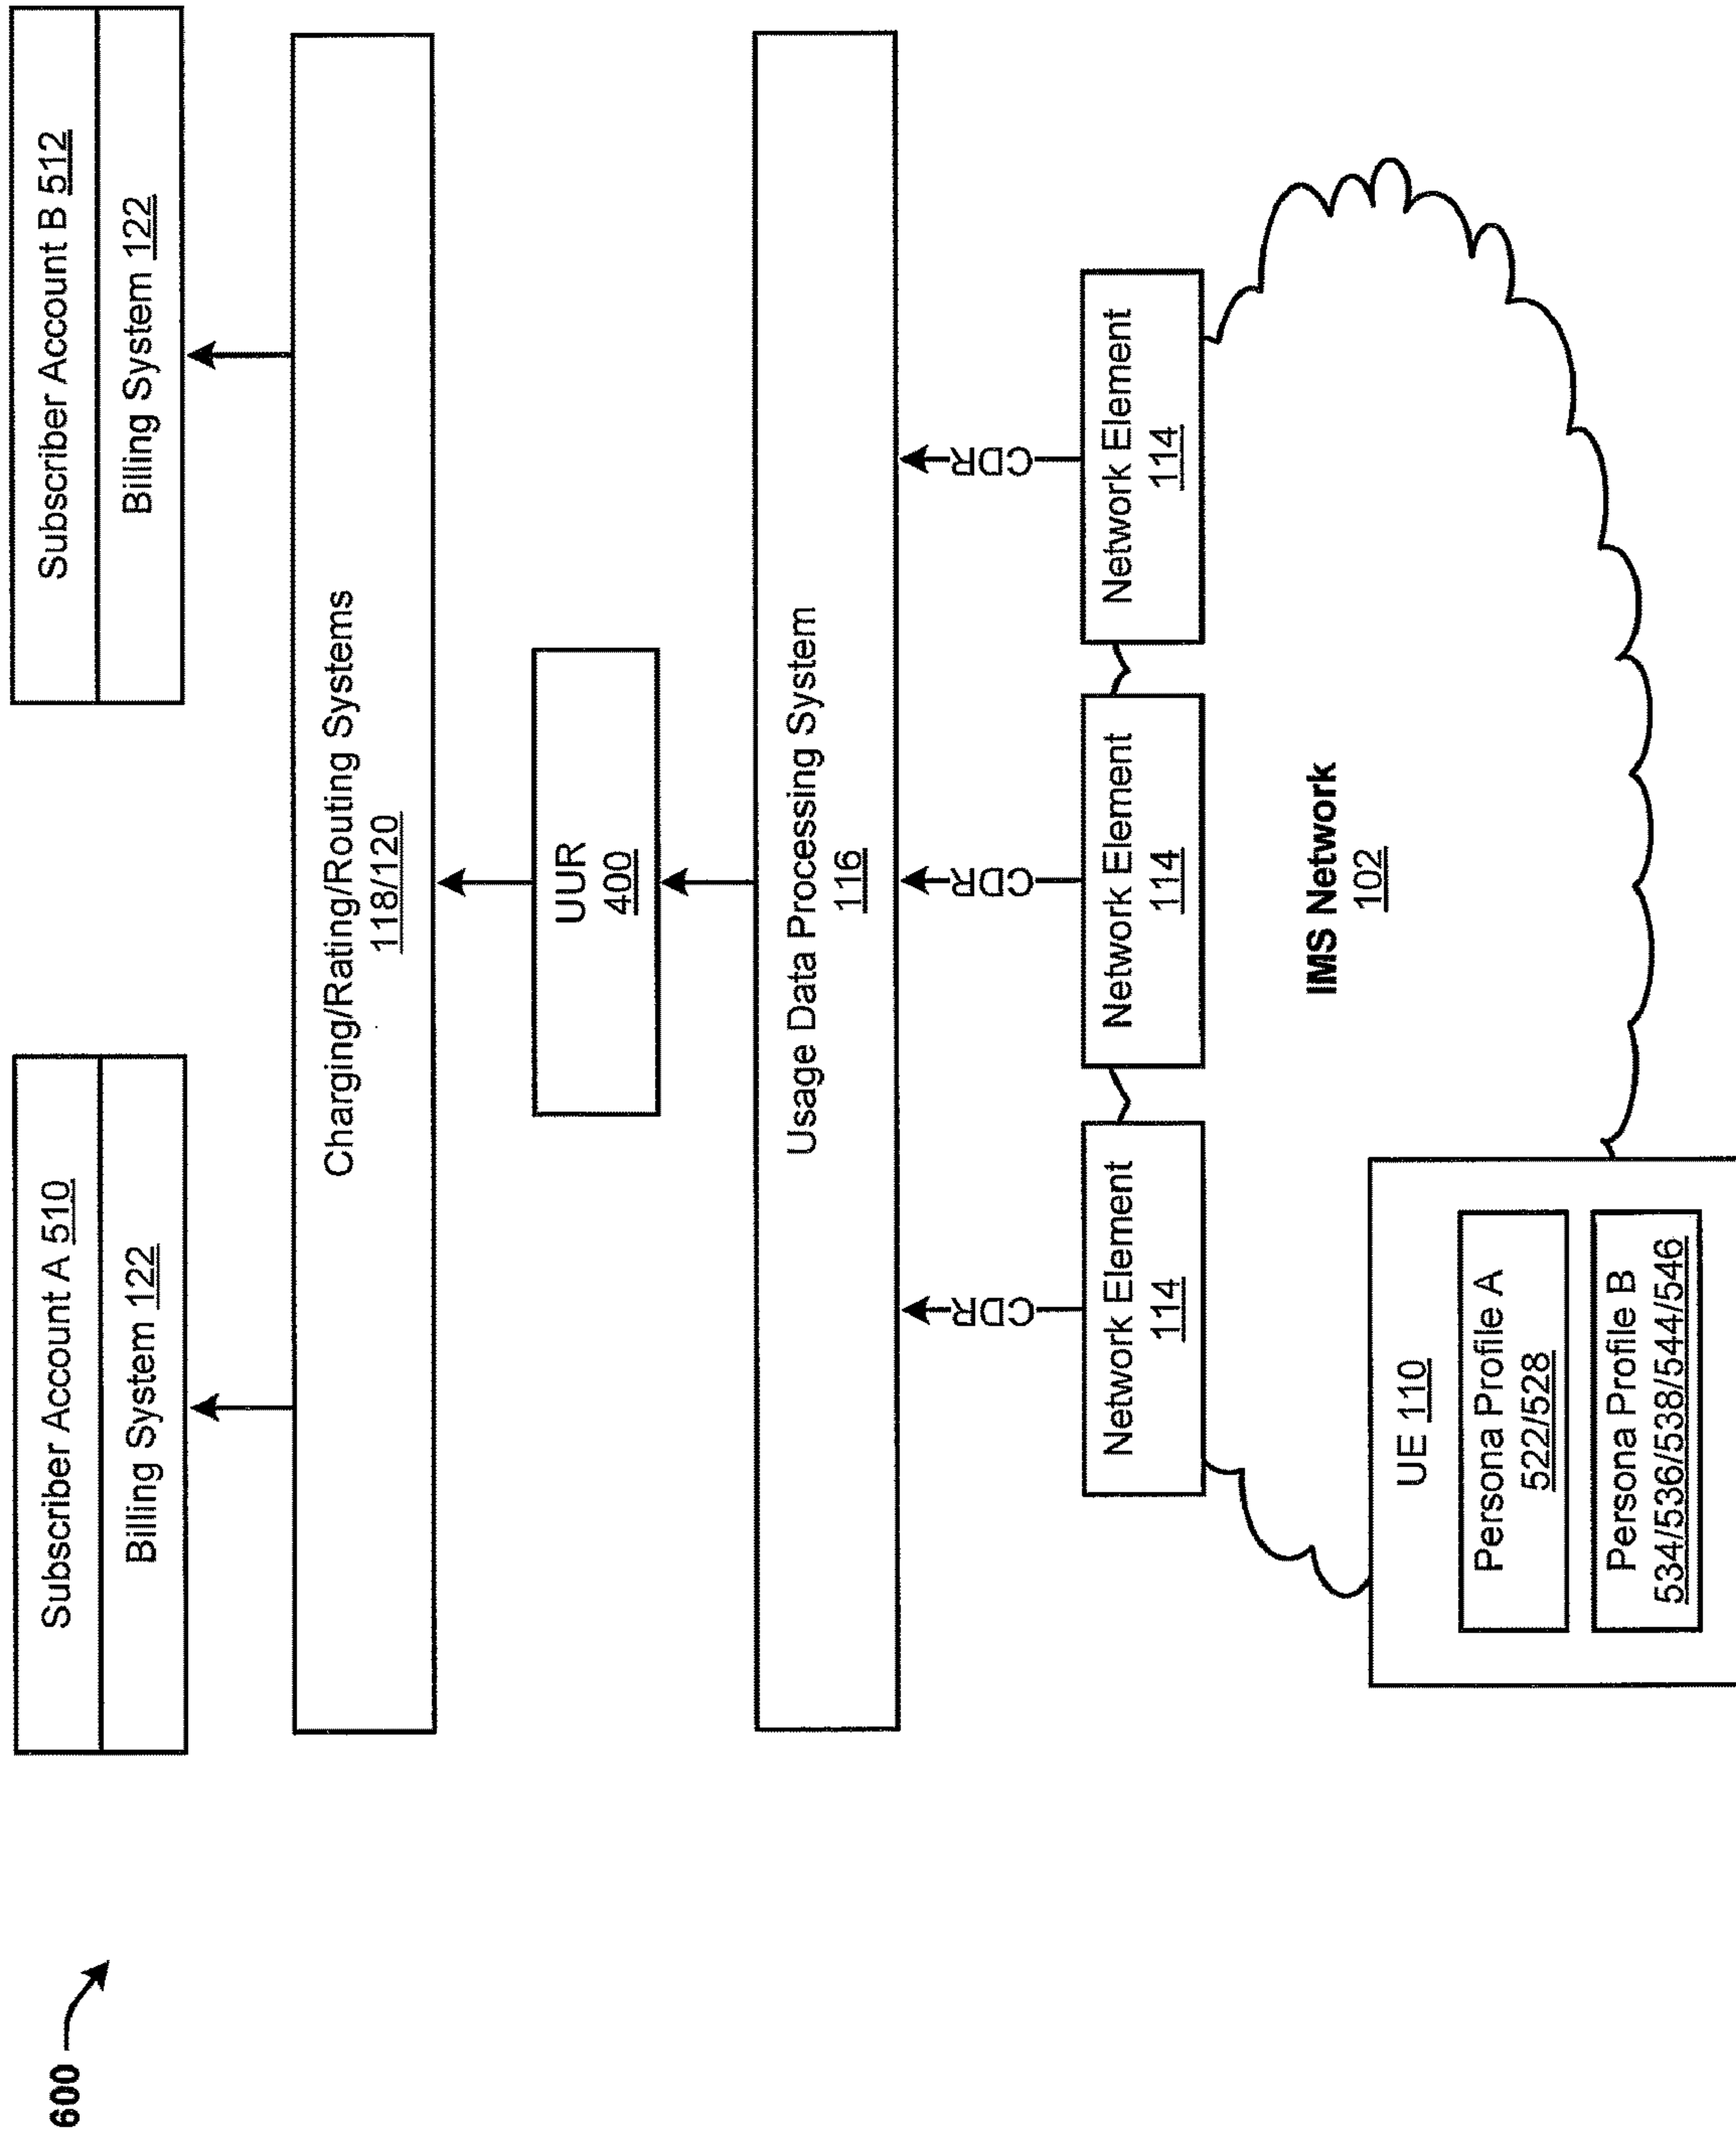 600
Subscriber Account A 510
Billing System 122
Subscriber Account B 512
Billing System 122
Charging/Rating/Routing Systems
118/120
UUR
400
Usage Data Processing System
116
CDR
CDR
CDR
Network Element
114
Network Element
114
Network Element
114
IMS Network
102
UE 110
Persona Profile A
522/528
Persona Profile B
534/536/538/544/546